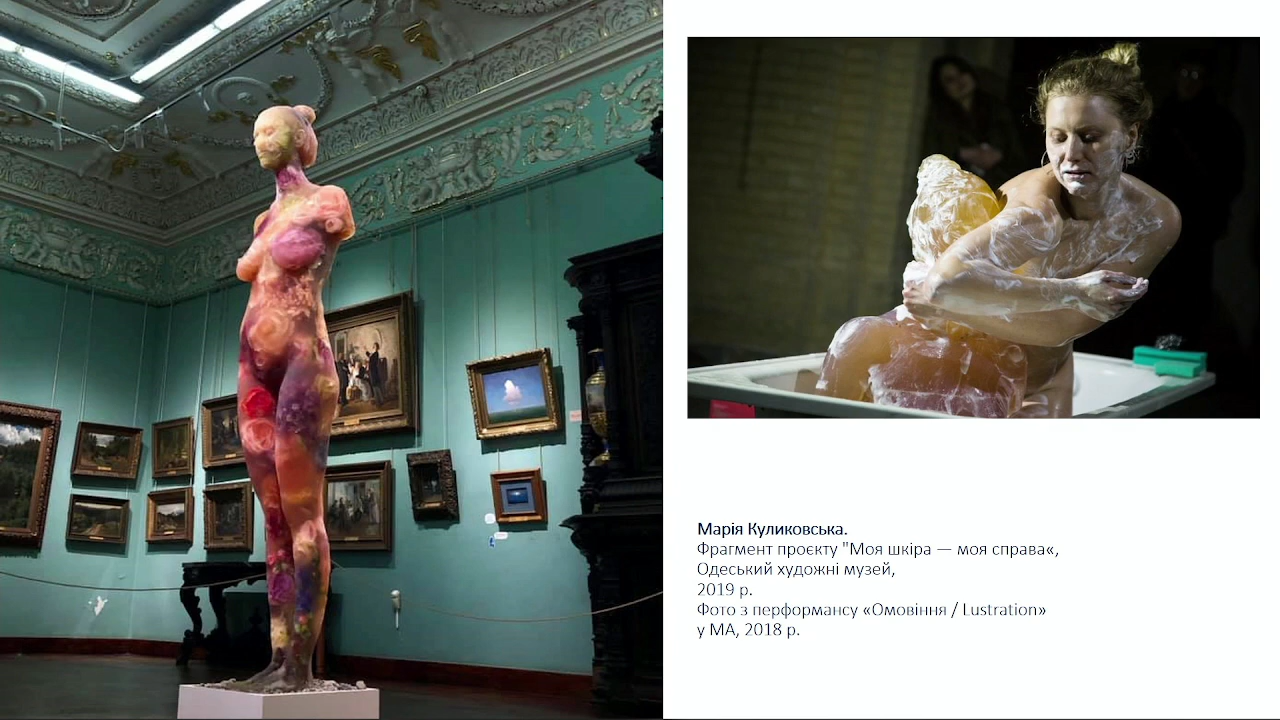 Марія Куликовська.
Фрагмент проєкту "Моя шкіра — моя справа«,
Одеський художні музей,
2019 р.
Фото з перформансу «Омовіння / Lustration»
у МА, 2018 р.